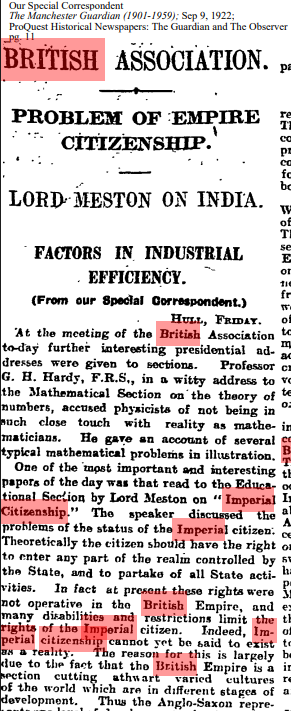 Our Special Correspondent
The Manchester Guardian (1901-1959); Sep 9, 1922;
ProQuest Historical Newspapers: The Guardian and The Observer
pg. 11
BRITISH ASSOCIATION.
PROBLEM OF EMPIRE
CITIZENSHIP.
LORD MESTON ON INDIA.
FACTORS IN INDUSTRIAL
EFFICIENCY.
(From our Special Correspondent.)
HULL, FRIDAY.
At the meeting of the British Association
to-day further interesting presidential ad-
dresses were given to sections. Professor
G. H. Hardy, F.R.S., in a witty address to
the Mathematical Section on the theory of
numbers, accused physicists of not being in
such close touch with reality as mathe-
maticians. He gave an account of several
typical mathematical problems in illustration.
One of the most important and interesting
papers of the day was that read to the Educa-
tional Section by Lord Meston on "Imperial
Citizenship." The speaker discussed the
problems of the status of the Imperial citizen.
Theoretically the citizen should have the right
to enter any part of the realm controlled by
the State, and to partake of all State acti-
vities. In fact at present these rights were
not operative in the British Empire, and
many disabilities and restrictions limit the
rights of the Imperial citizen. Indeed, Im-
perial citizenship cannot yet be said to exist
as a reality. The reason for this is largely
due to the fact that the British Empire is a
section cutting athwart varied cultures
of the world which are in different stages of
development. Thus the Anglo-Saxon repre-